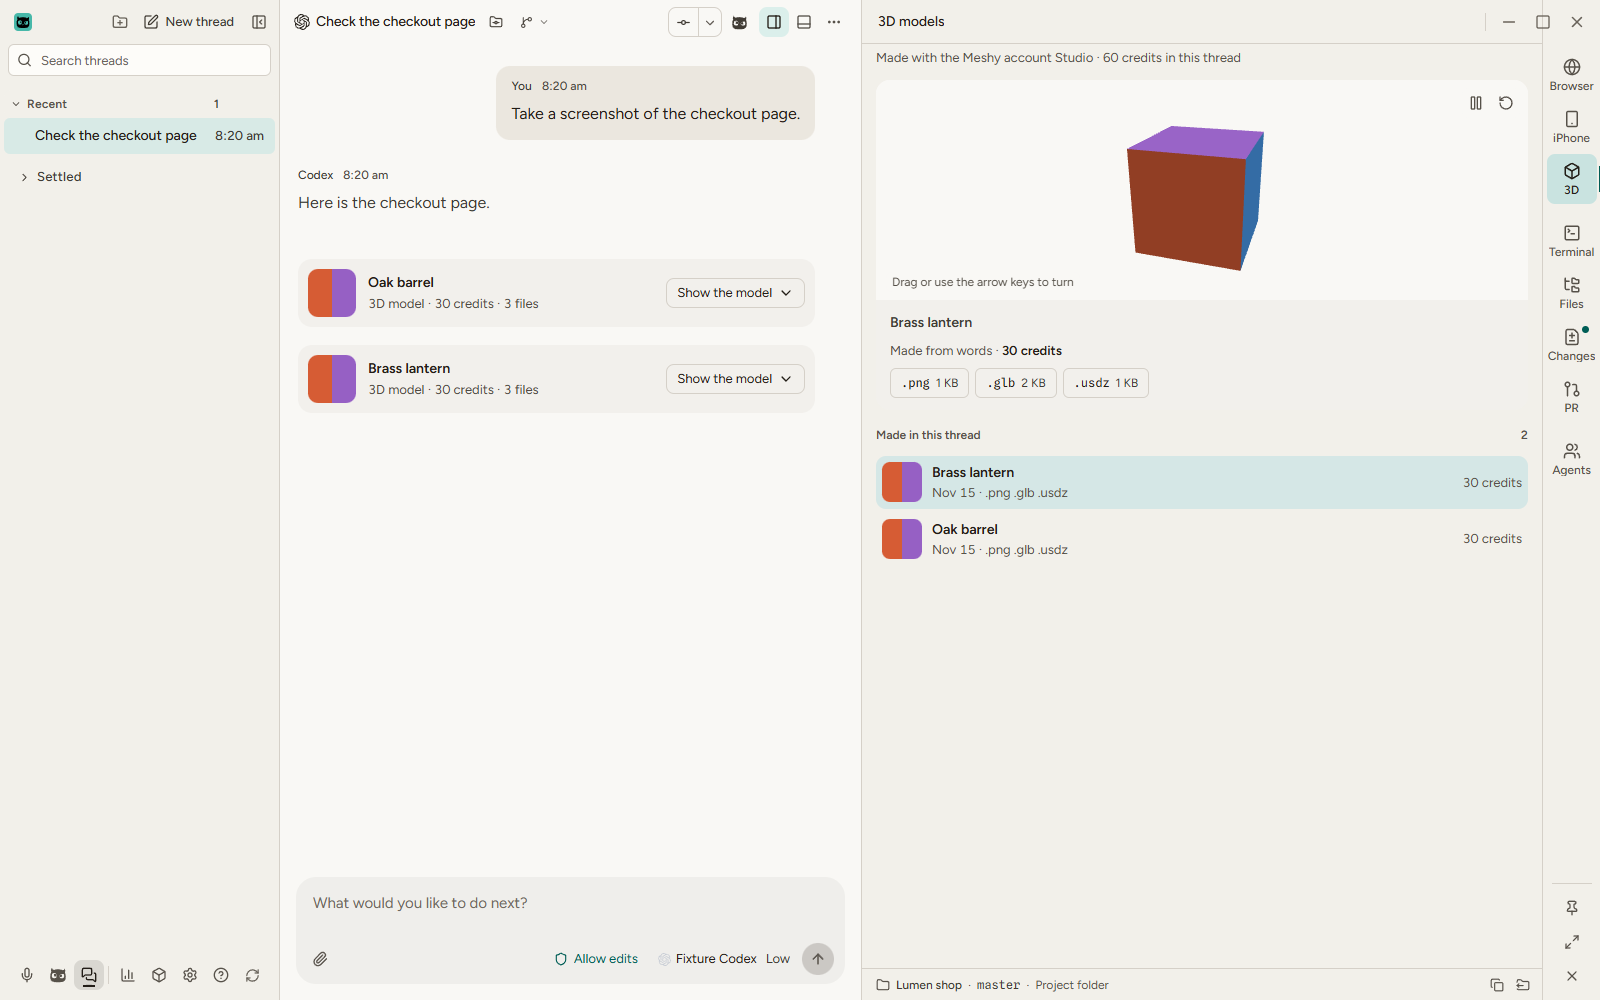 New thread
Search threads
Recent 1
Check the checkout page 8:20 am
Settled
Check the checkout page
You 8:20 am
Take a screenshot of the checkout page.
Codex 8:20 am
Here is the checkout page.
Oak barrel
3D model · 30 credits · 3 files
Show the model
Brass lantern
3D model · 30 credits · 3 files
Show the model
What would you like to do next?
Allow edits
Fixture Codex Low
3D models
Made with the Meshy account Studio · 60 credits in this thread
Drag or use the arrow keys to turn
Brass lantern
Made from words · 30 credits
.png 1 KB
.glb 2 KB
.usdz 1 KB
Made in this thread 2
Brass lantern
Nov 15 · .png .glb .usdz
30 credits
Oak barrel
Nov 15 · .png .glb .usdz
30 credits
Lumen shop · master · Project folder
Browser
iPhone
3D
Terminal
Files
Changes
PR
Agents